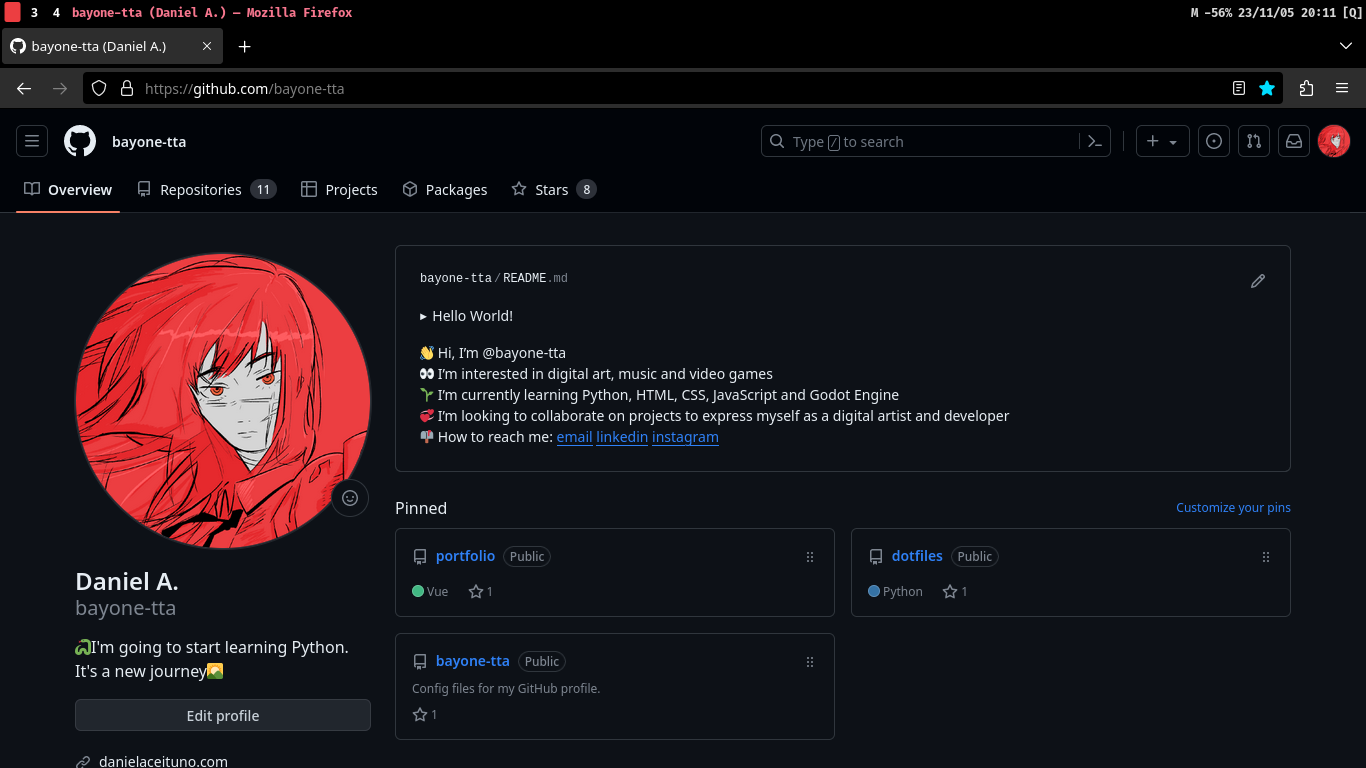 3 4 bayone-tta (Daniel A.) — Mozilla Firefox M -56% 23/11/05 20:11 [Q]
bayone-tta (Daniel A.)
https://github.com/bayone-tta
bayone-tta
Type / to search
Overview Repositories 11 Projects Packages Stars 8
bayone-tta/README.md
Hello World!
👋 Hi, I’m @bayone-tta
👀 I’m interested in digital art, music and video games
🌱 I’m currently learning Python, HTML, CSS, JavaScript and Godot Engine
💞️ I’m looking to collaborate on projects to express myself as a digital artist and developer
📫 How to reach me: email linkedin instagram
Pinned Customize your pins
portfolio Public
Vue 1
dotfiles Public
Python 1
bayone-tta Public
Config files for my GitHub profile.
1
Daniel A.
bayone-tta
🐍I'm going to start learning Python.
It's a new journey🌄
Edit profile
danielaceituno.com